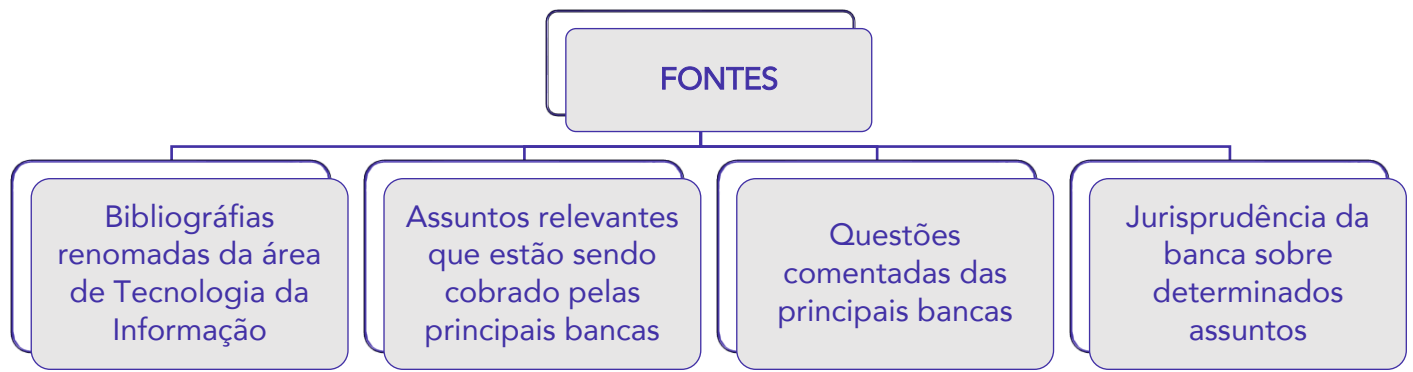 FONTES
Bibliográfias
renomadas da área
de Tecnologia da
Informação
Assuntos relevantes
que estão sendo
cobrado pelas
principais bancas
Questões
comentadas das
principais bancas
Jurisprudência da
banca sobre
determinados
assuntos